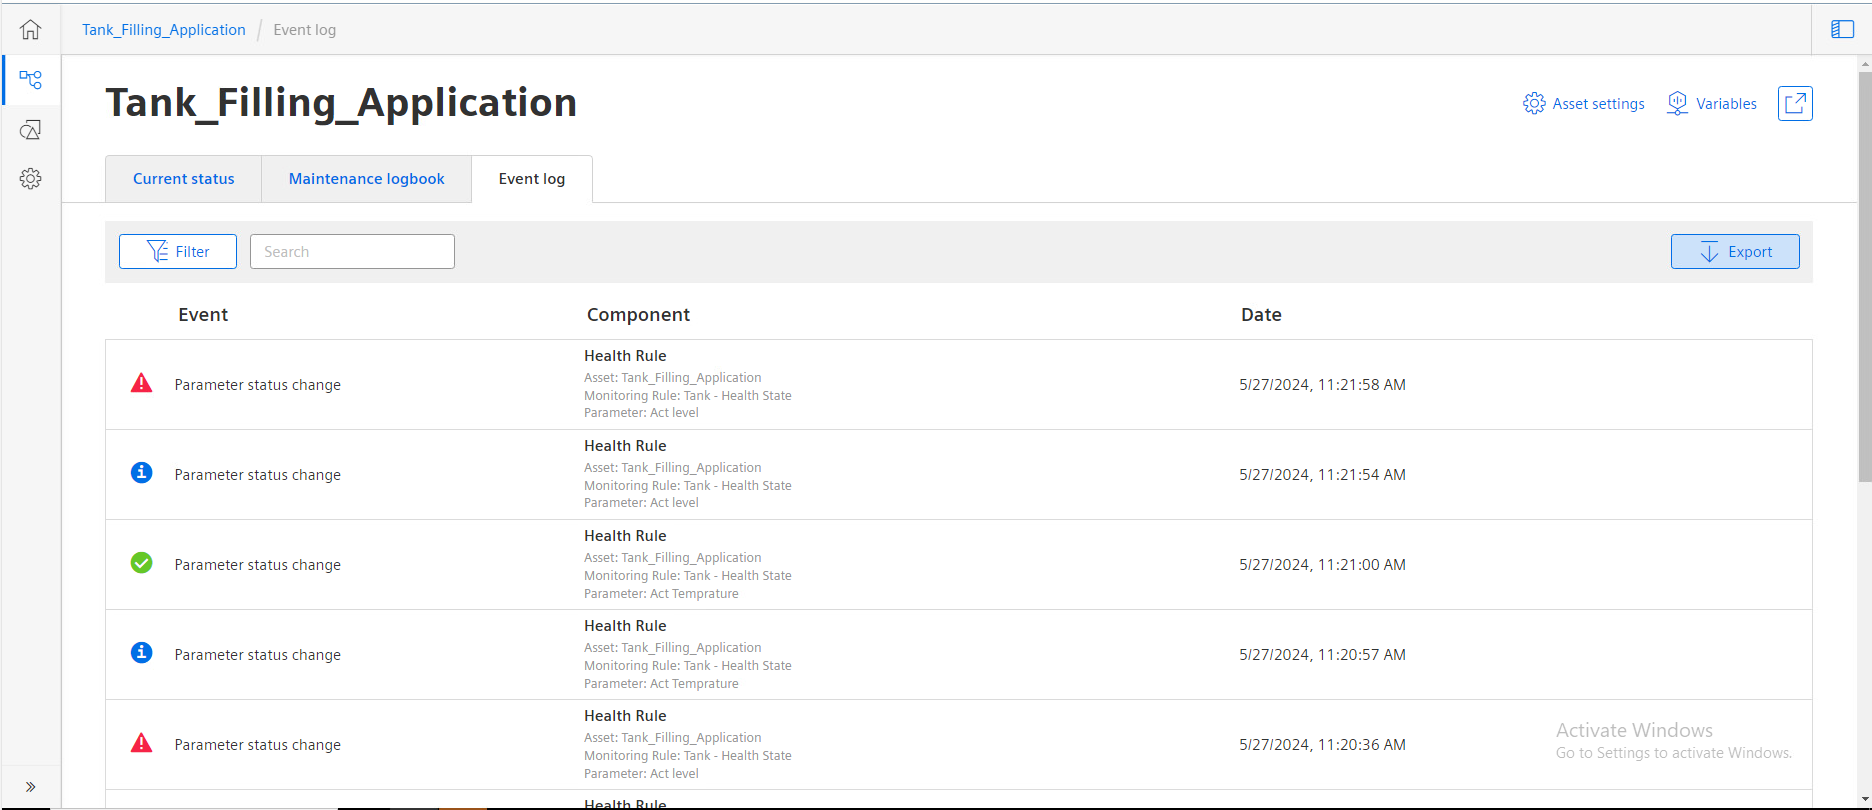 Tank_Filling_Application / Event log
Tank_Filling_Application
Asset settings
Variables
Current status
Maintenance logbook
Event log
Filter
Search
Export
Event
Component
Date
Health Rule
Asset: Tank_Filling_Application
Parameter status change
5/27/2024, 11:21:58 AM
Monitoring Rule: Tank - Health State
Parameter: Act level
Health Rule
Asset: Tank_Filling_Application
Parameter status change
5/27/2024, 11:21:54 AM
Monitoring Rule: Tank - Health State
Parameter: Act level
Health Rule
Asset: Tank_Filling_Application
Parameter status change
5/27/2024, 11:21:00 AM
Monitoring Rule: Tank - Health State
Parameter: Act Temprature
Health Rule
Asset: Tank_Filling_Application
Parameter status change
5/27/2024, 11:20:57 AM
Monitoring Rule: Tank - Health State
Parameter: Act Temprature
Health Rule
Asset: Tank_Filling_Application
Parameter status change
5/27/2024, 11:20:36 AM
Monitoring Rule: Tank - Health State
Parameter: Act level
Activate Windows
Go to Settings to activate Windows.
Health Rule